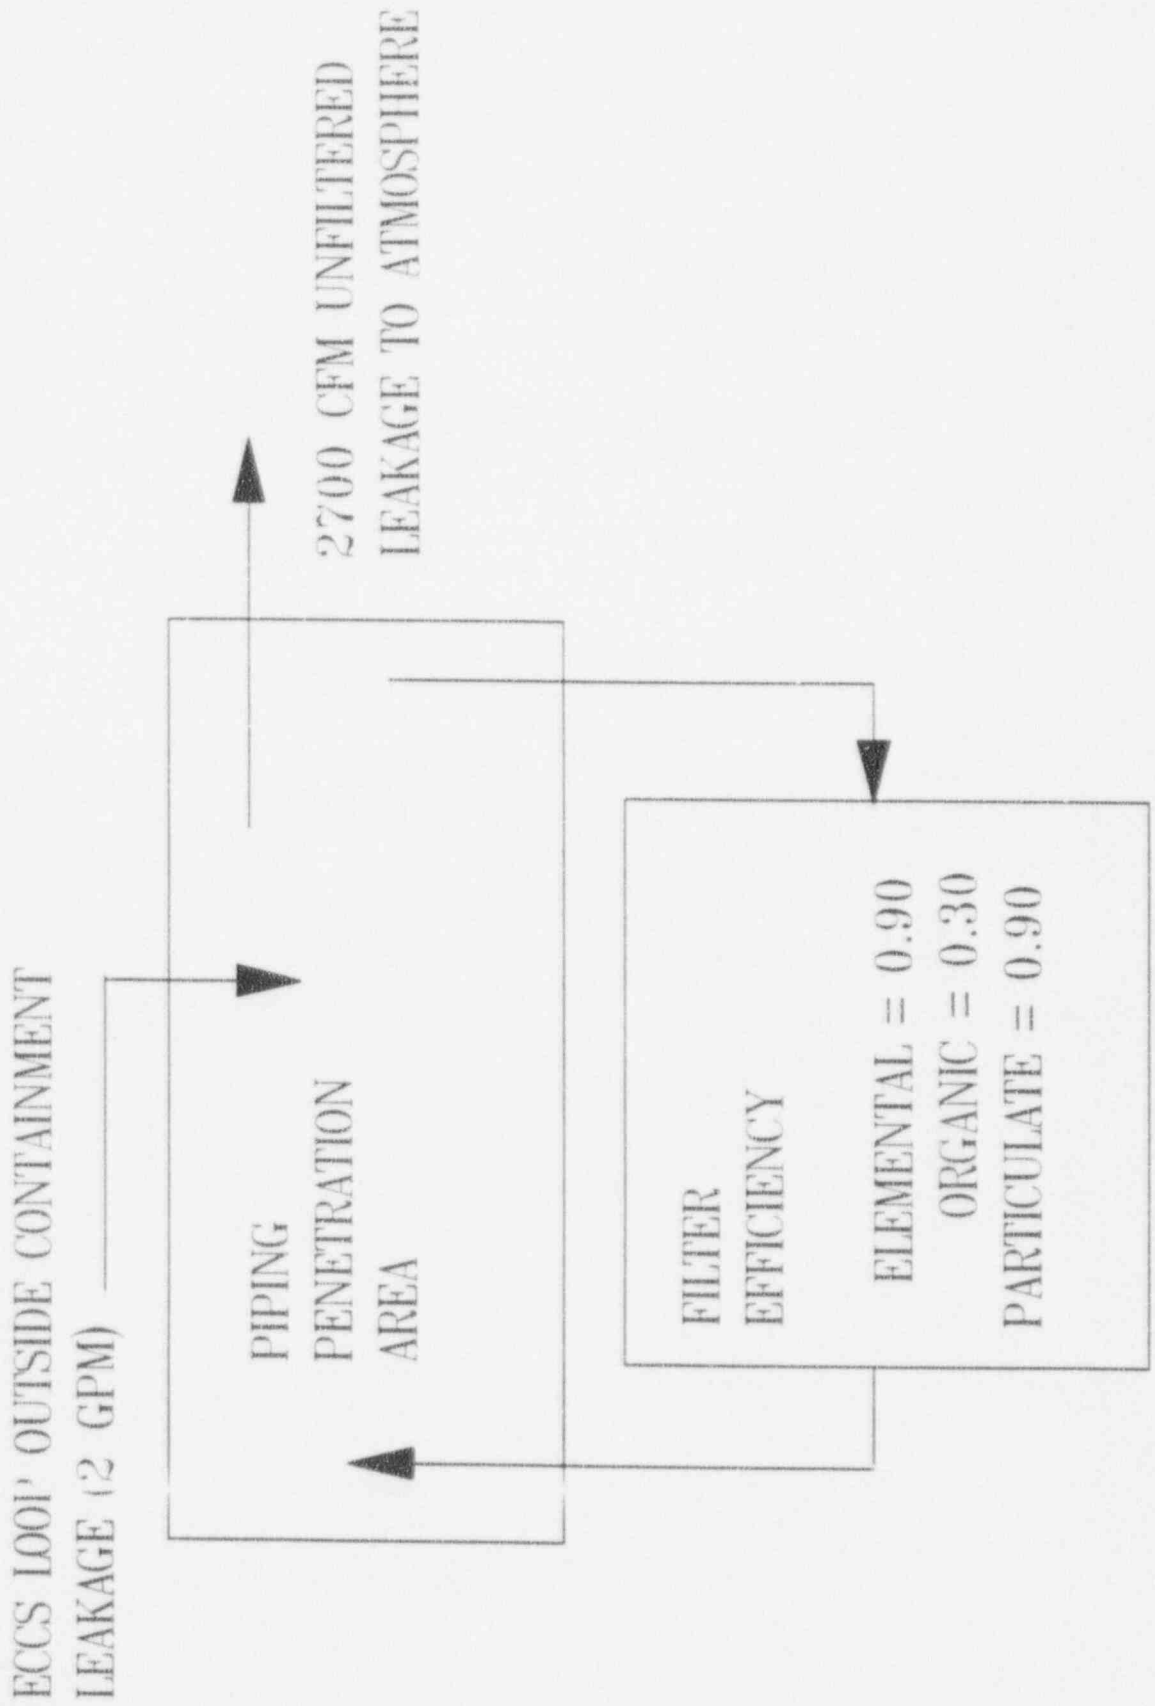 ECCS LOOP OUTSIDE CONTAINMENT
LEAKAGE (2 GPM)
PIPING
PENETRATION
AREA
2700 CFM UNFILTERED
LEAKAGE TO ATMOSPHERE
FILTER
EFFICIENCY
ELEMENTAL = 0.90
ORGANIC = 0.30
PARTICULATE = 0.90